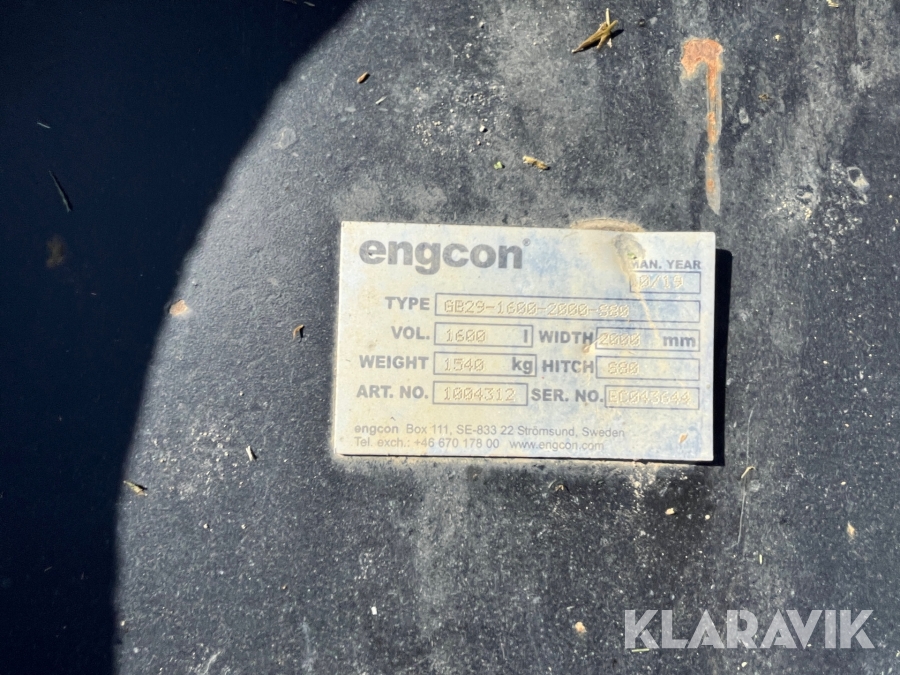 engcon®
MAN. YEAR
TYPE GB29-1600-2000-S80
VOL. 1600 l WIDTH 2000 mm
WEIGHT 1540 kg HITCH S80
ART. NO. 1004312 SER. NO. EC043649
engcon Box 111, SE-833 22 Strömsund, Sweden
Tel. exch.: +46 670 178 00 www.engcon.com
KLARAVIK